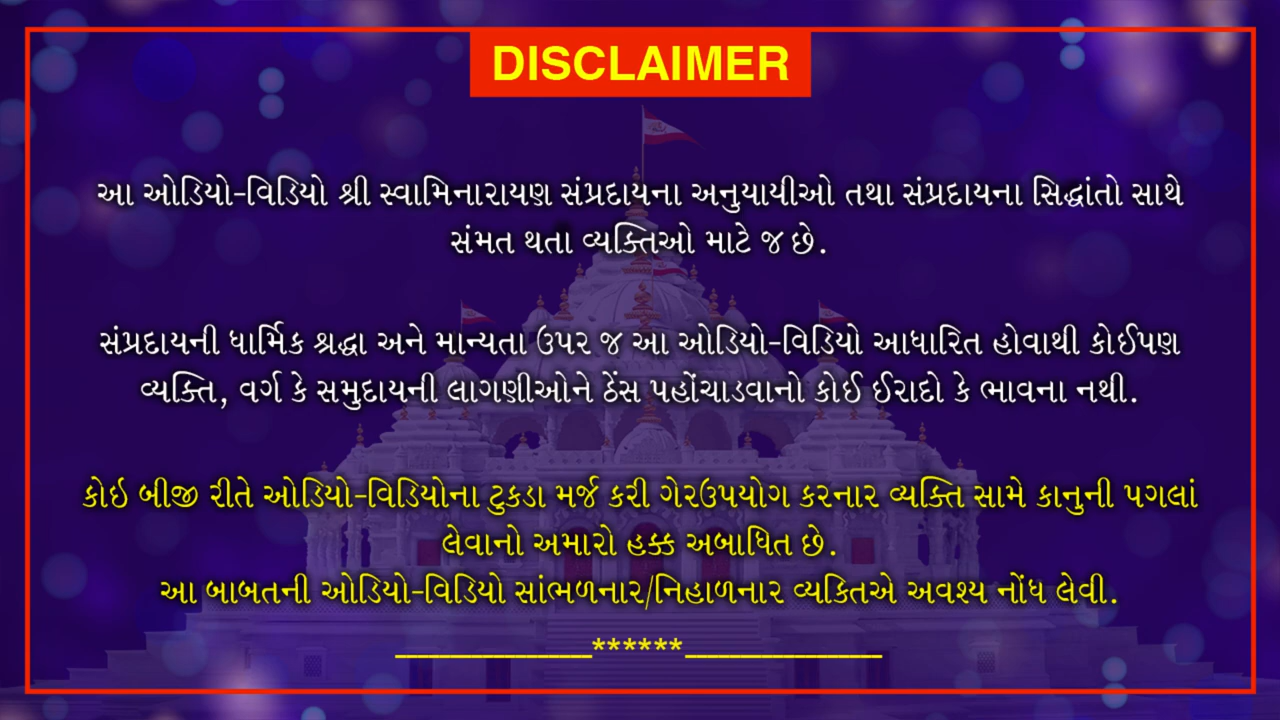 DISCLAIMER
આ ઓડિયો-વિડિયો શ્રી સ્વામિનારાયણ સંપ્રદાયના અનુયાયીઓ તથા સંપ્રદાયના સિદ્ધાંતો સાથે
સંમત થતા વ્યક્તિઓ માટે જ છે.
સંપ્રદાયની ધાર્મિક શ્રદ્ધા અને માન્યતા ઉપર જ આ ઓડિયો-વિડિયો આધારિત હોવાથી કોઈપણ
વ્યક્તિ, વર્ગ કે સમુદાયની લાગણીઓને ઠેંસ પહોંચાડવાનો કોઈ ઈરાદો કે ભાવના નથી.
કોઇ બીજી રીતે ઓડિયો-વિડિયોના ટુકડા મર્જ કરી ગેરઉપયોગ કરનાર વ્યક્તિ સામે કાનુની પગલાં
લેવાનો અમારો હક્ક અબાધિત છે.
આ બાબતની ઓડિયો-વિડિયો સાંભળનાર/નિહાળનાર વ્યકિતએ અવશ્ય નોંધ લેવી.
________________******________________